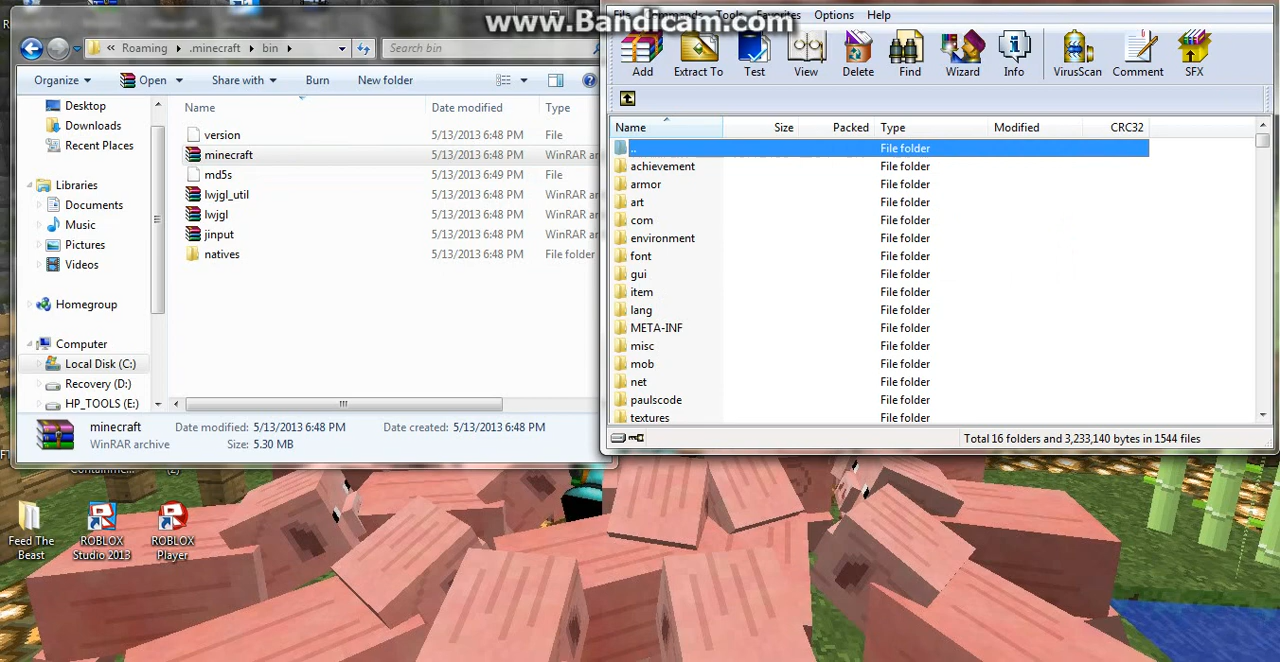 www.Bandicam.com
Roaming .minecraft bin
Search bin
Organize Open Share with Burn New folder
Desktop
Downloads
Recent Places
Libraries
Documents
Music
Pictures
Videos
Homegroup
Computer
Local Disk (C:)
Recovery (D:)
HP_TOOLS (E:)
Name Date modified Type
version 5/13/2013 6:48 PM File
minecraft 5/13/2013 6:48 PM WinRAR ar
md5s 5/13/2013 6:49 PM File
lwjgl_util 5/13/2013 6:48 PM WinRAR ar
lwjgl 5/13/2013 6:48 PM WinRAR ar
jinput 5/13/2013 6:48 PM WinRAR ar
natives 5/13/2013 6:48 PM File folder
minecraft Date modified: 5/13/2013 6:48 PM Date created: 5/13/2013 6:48 PM
WinRAR archive Size: 5.30 MB
File Commands Tools Favorites Options Help
Add Extract To Test View Delete Find Wizard Info VirusScan Comment SFX
Name Size Packed Type Modified CRC32
.. File folder
achievement File folder
armor File folder
art File folder
com File folder
environment File folder
font File folder
gui File folder
item File folder
lang File folder
META-INF File folder
misc File folder
mob File folder
net File folder
paulscode File folder
textures File folder
Total 16 folders and 3,233,140 bytes in 1544 files
Feed The
Beast
ROBLOX
Studio 2013
ROBLOX
Player
(2)